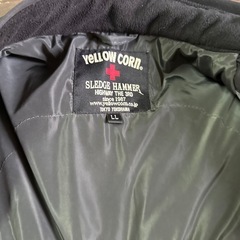 YeLLOW CORN.
SLEDGE HAMMER
HIGHWAY THE 3RD
since 1987
www.yellowcorn.co.jp
TOKYO YOKOHAMA
LL